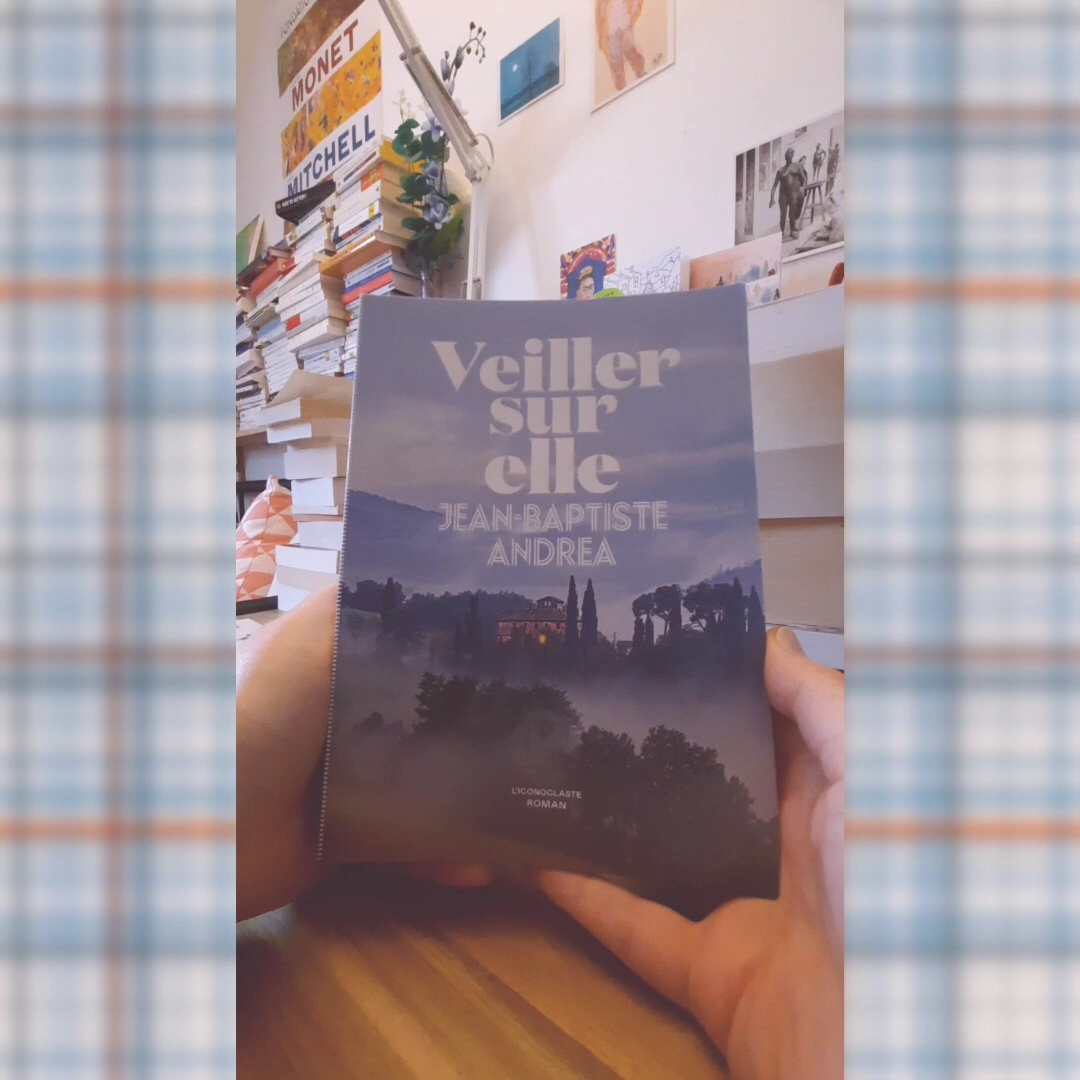 MONET
MITCHELL
Veiller
sur
elle
JEAN-BAPTISTE
ANDREA
L'ICONOCLASTE
ROMAN